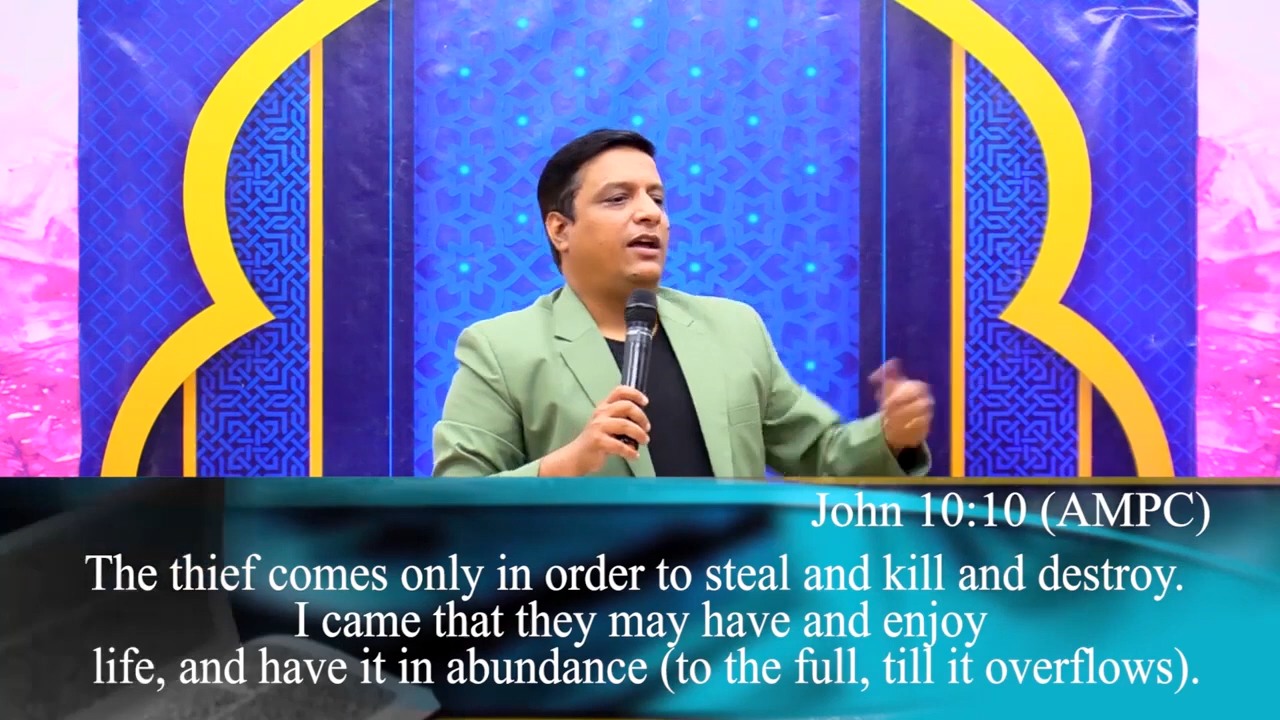 John 10:10 (AMPC)
The thief comes only in order to steal and kill and destroy.
I came that they may have and enjoy
life, and have it in abundance (to the full, till it overflows).